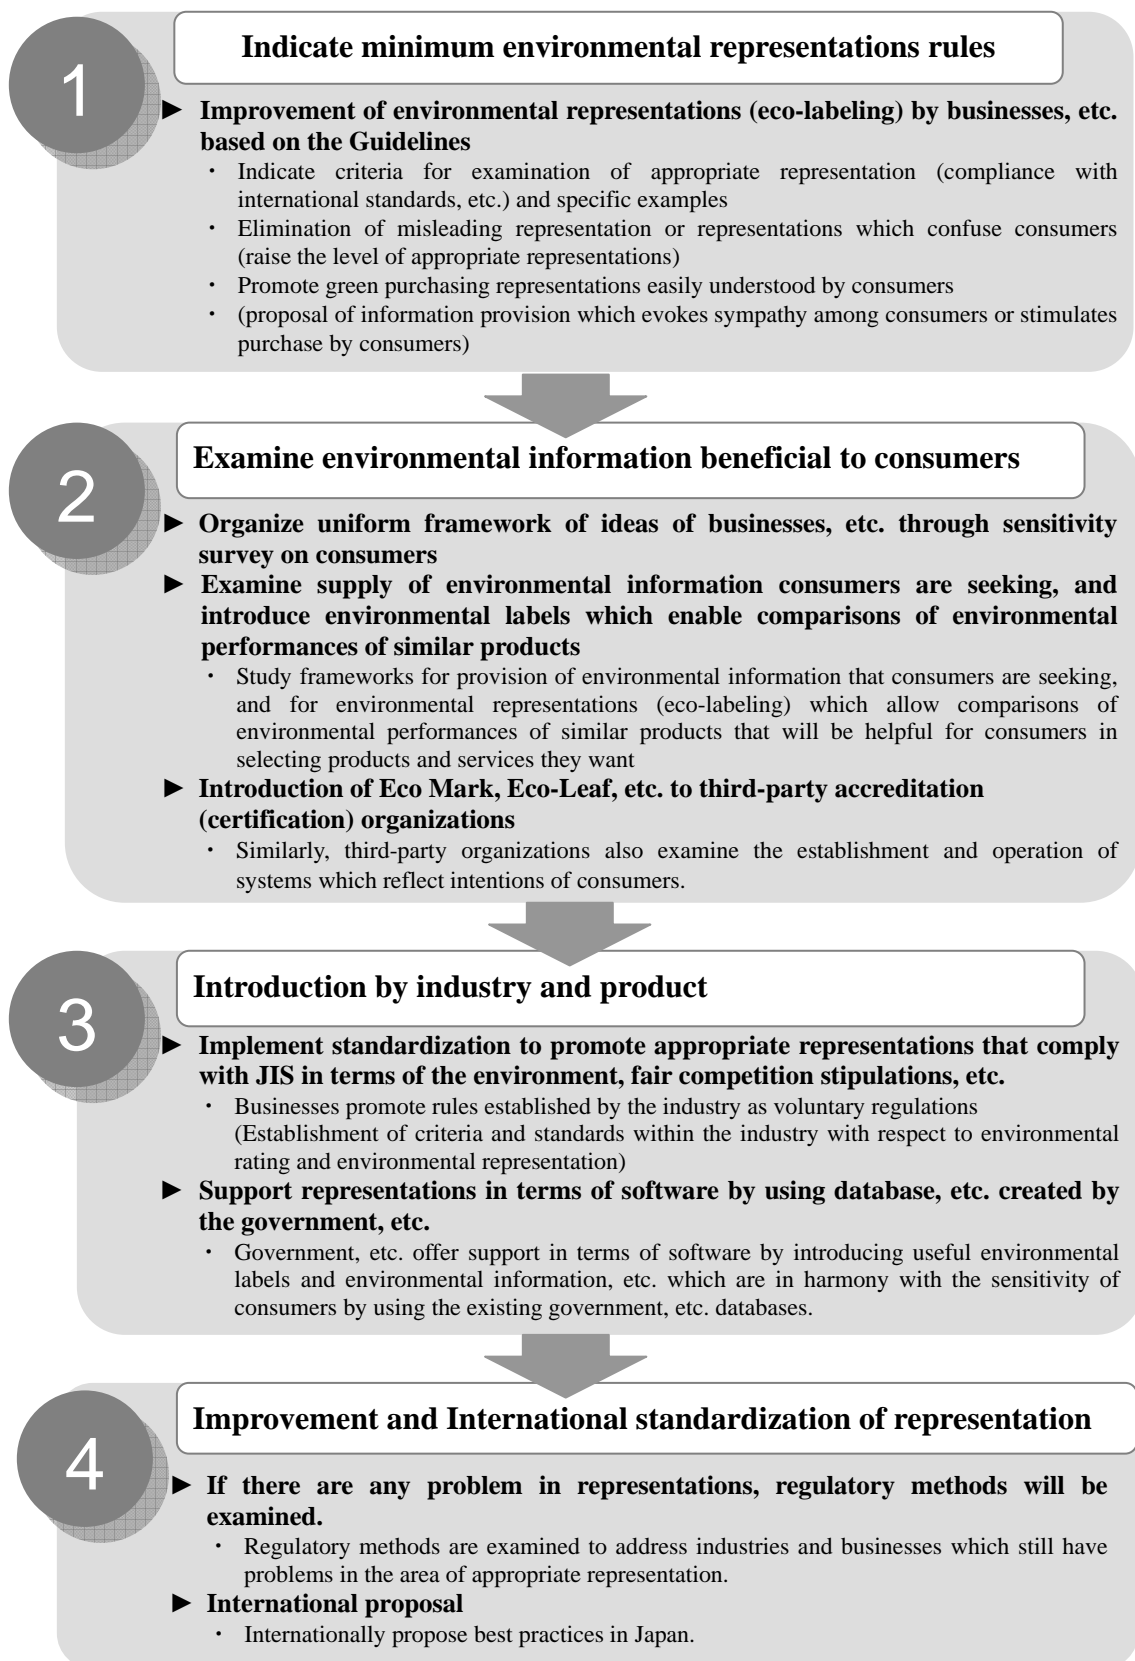 1
Indicate minimum environmental representations rules
► Improvement of environmental representations (eco-labeling) by businesses, etc.
based on the Guidelines
・ Indicate criteria for examination of appropriate representation (compliance with
international standards, etc.) and specific examples
・ Elimination of misleading representation or representations which confuse consumers
(raise the level of appropriate representations)
・ Promote green purchasing representations easily understood by consumers
・ (proposal of information provision which evokes sympathy among consumers or stimulates
purchase by consumers)
2
Examine environmental information beneficial to consumers
► Organize uniform framework of ideas of businesses, etc. through sensitivity
survey on consumers
► Examine supply of environmental information consumers are seeking, and
introduce environmental labels which enable comparisons of environmental
performances of similar products
・ Study frameworks for provision of environmental information that consumers are seeking,
and for environmental representations (eco-labeling) which allow comparisons of
environmental performances of similar products that will be helpful for consumers in
selecting products and services they want
► Introduction of Eco Mark, Eco-Leaf, etc. to third-party accreditation
(certification) organizations
・ Similarly, third-party organizations also examine the establishment and operation of
systems which reflect intentions of consumers.
3
Introduction by industry and product
► Implement standardization to promote appropriate representations that comply
with JIS in terms of the environment, fair competition stipulations, etc.
・ Businesses promote rules established by the industry as voluntary regulations
(Establishment of criteria and standards within the industry with respect to environmental
rating and environmental representation)
► Support representations in terms of software by using database, etc. created by
the government, etc.
・ Government, etc. offer support in terms of software by introducing useful environmental
labels and environmental information, etc. which are in harmony with the sensitivity of
consumers by using the existing government, etc. databases.
4
Improvement and International standardization of representation
► If there are any problem in representations, regulatory methods will be
examined.
・ Regulatory methods are examined to address industries and businesses which still have
problems in the area of appropriate representation.
► International proposal
・ Internationally propose best practices in Japan.